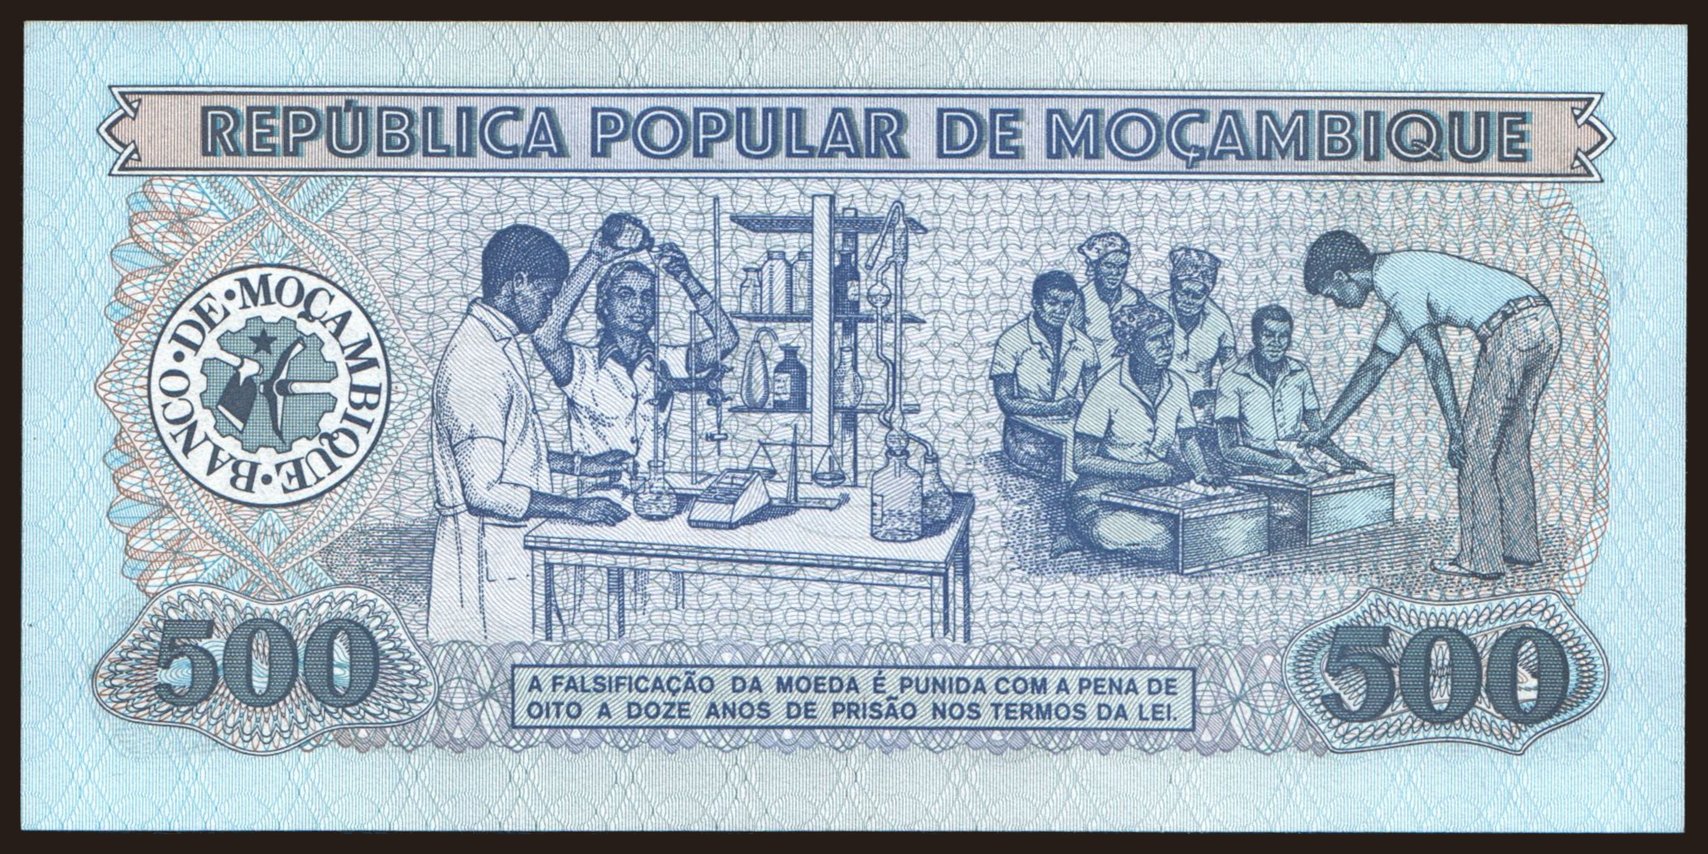 REPÚBLICA POPULAR DE MOÇAMBIQUE
BANCO • DE • MOÇAMBIQUE •
500
A FALSIFICAÇÃO DA MOEDA É PUNIDA COM A PENA DE
OITO A DOZE ANOS DE PRISÃO NOS TERMOS DA LEI.
500